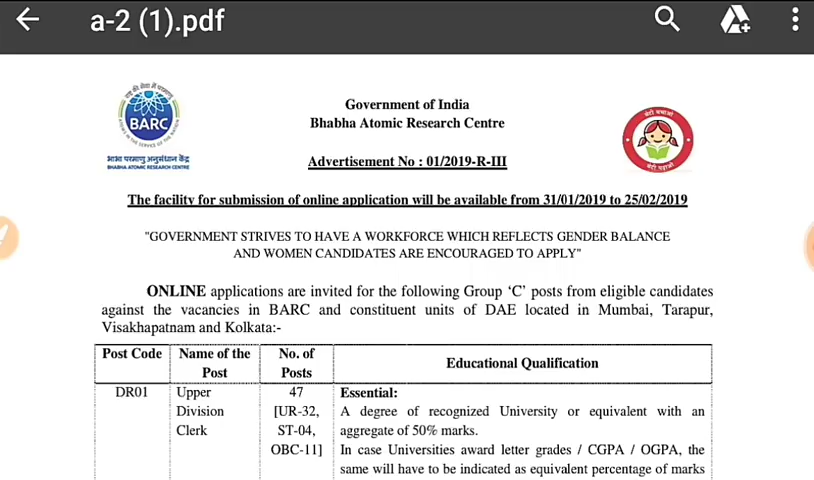 a-2 (1).pdf
BARC
भाभा परमाणु अनुसंधान केंद्र
BHABHA ATOMIC RESEARCH CENTRE
Government of India
Bhabha Atomic Research Centre
Advertisement No : 01/2019-R-III
The facility for submission of online application will be available from 31/01/2019 to 25/02/2019
"GOVERNMENT STRIVES TO HAVE A WORKFORCE WHICH REFLECTS GENDER BALANCE
AND WOMEN CANDIDATES ARE ENCOURAGED TO APPLY"
ONLINE applications are invited for the following Group ‘C’ posts from eligible candidates
against the vacancies in BARC and constituent units of DAE located in Mumbai, Tarapur,
Visakhapatnam and Kolkata:-
Post Code Name of the Post No. of Posts Educational Qualification
DR01 Upper 47 Essential:
Division [UR-32, A degree of recognized University or equivalent with an
Clerk ST-04, aggregate of 50% marks.
OBC-11] In case Universities award letter grades / CGPA / OGPA, the
same will have to be indicated as equivalent percentage of marks